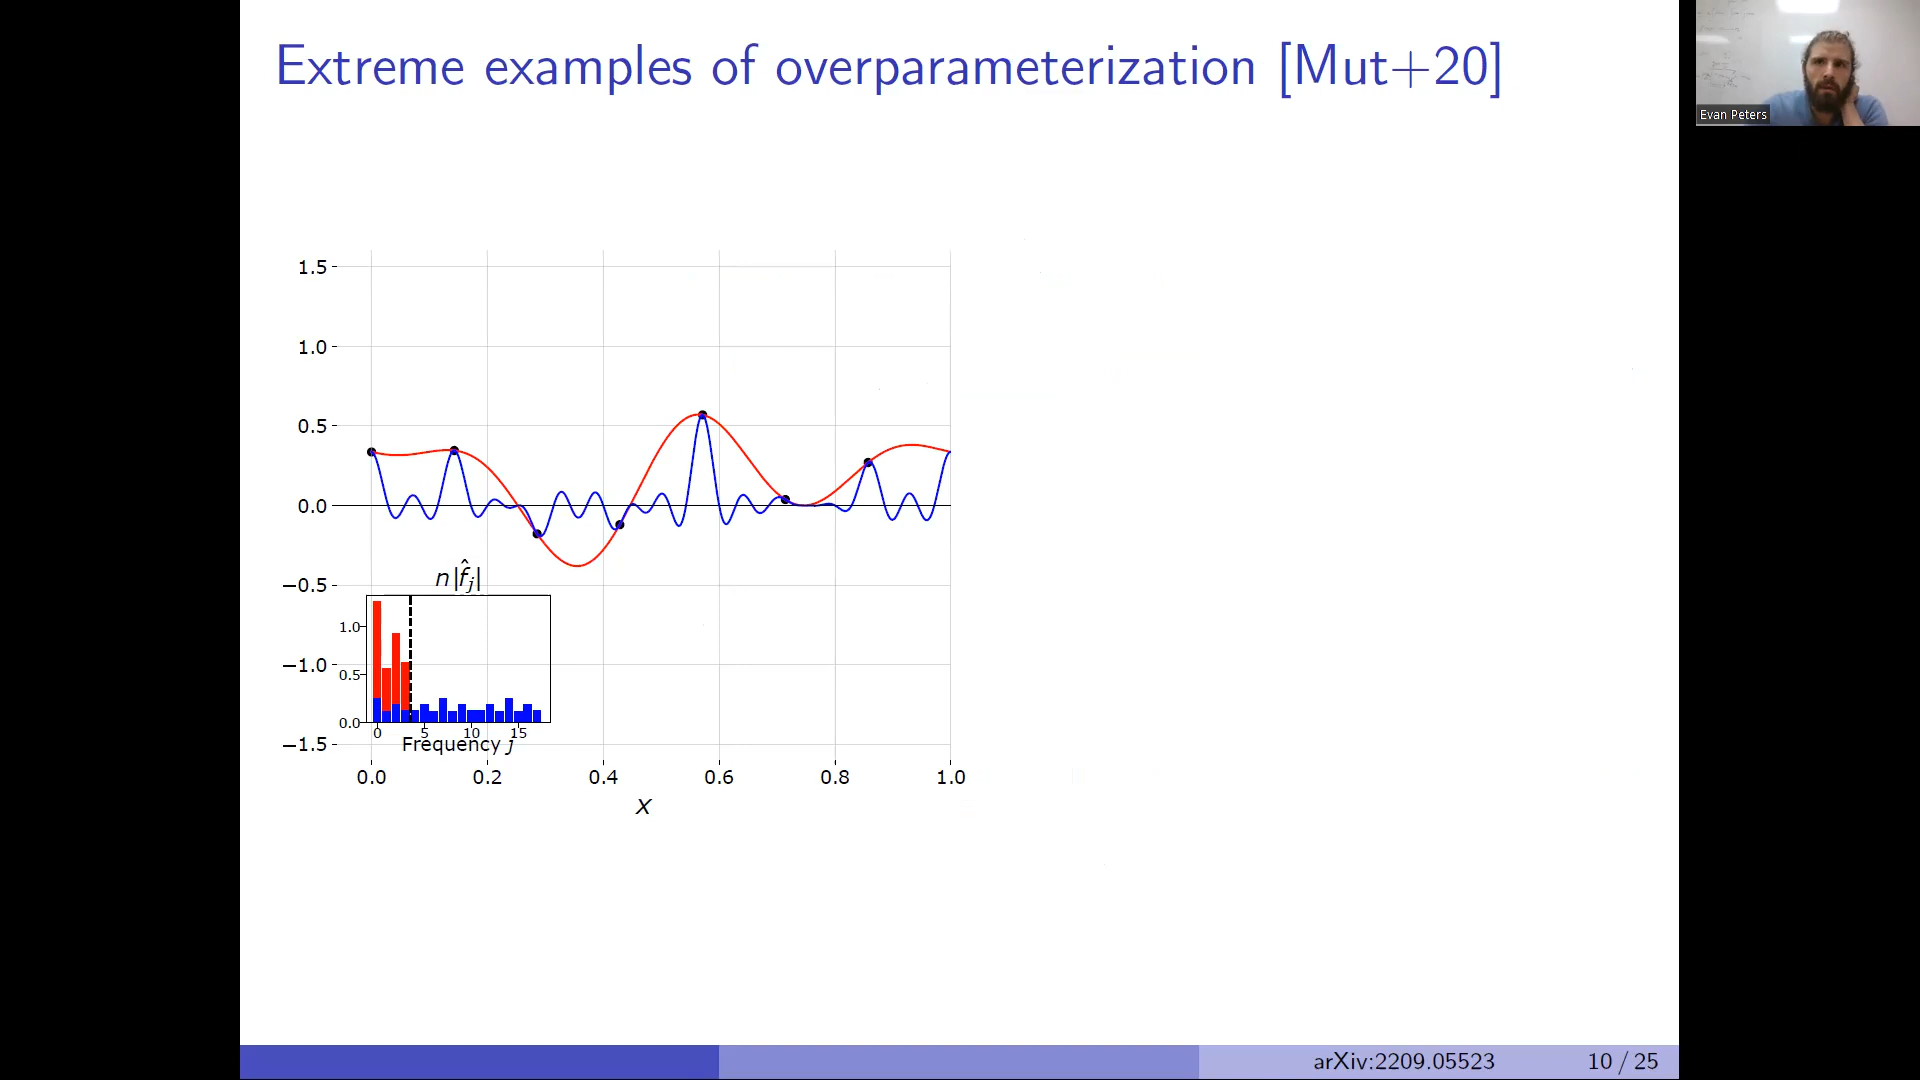 Extreme examples of overparameterization [Mut+20]
Evan Peters
1.5
1.0
0.5
0.0
−0.5
−1.0
−1.5
n|f̂ⱼ|
1.0
0.5
0.0
0 5 10 15
Frequency j
0.0 0.2 0.4 0.6 0.8 1.0
x
arXiv:2209.05523 10 / 25